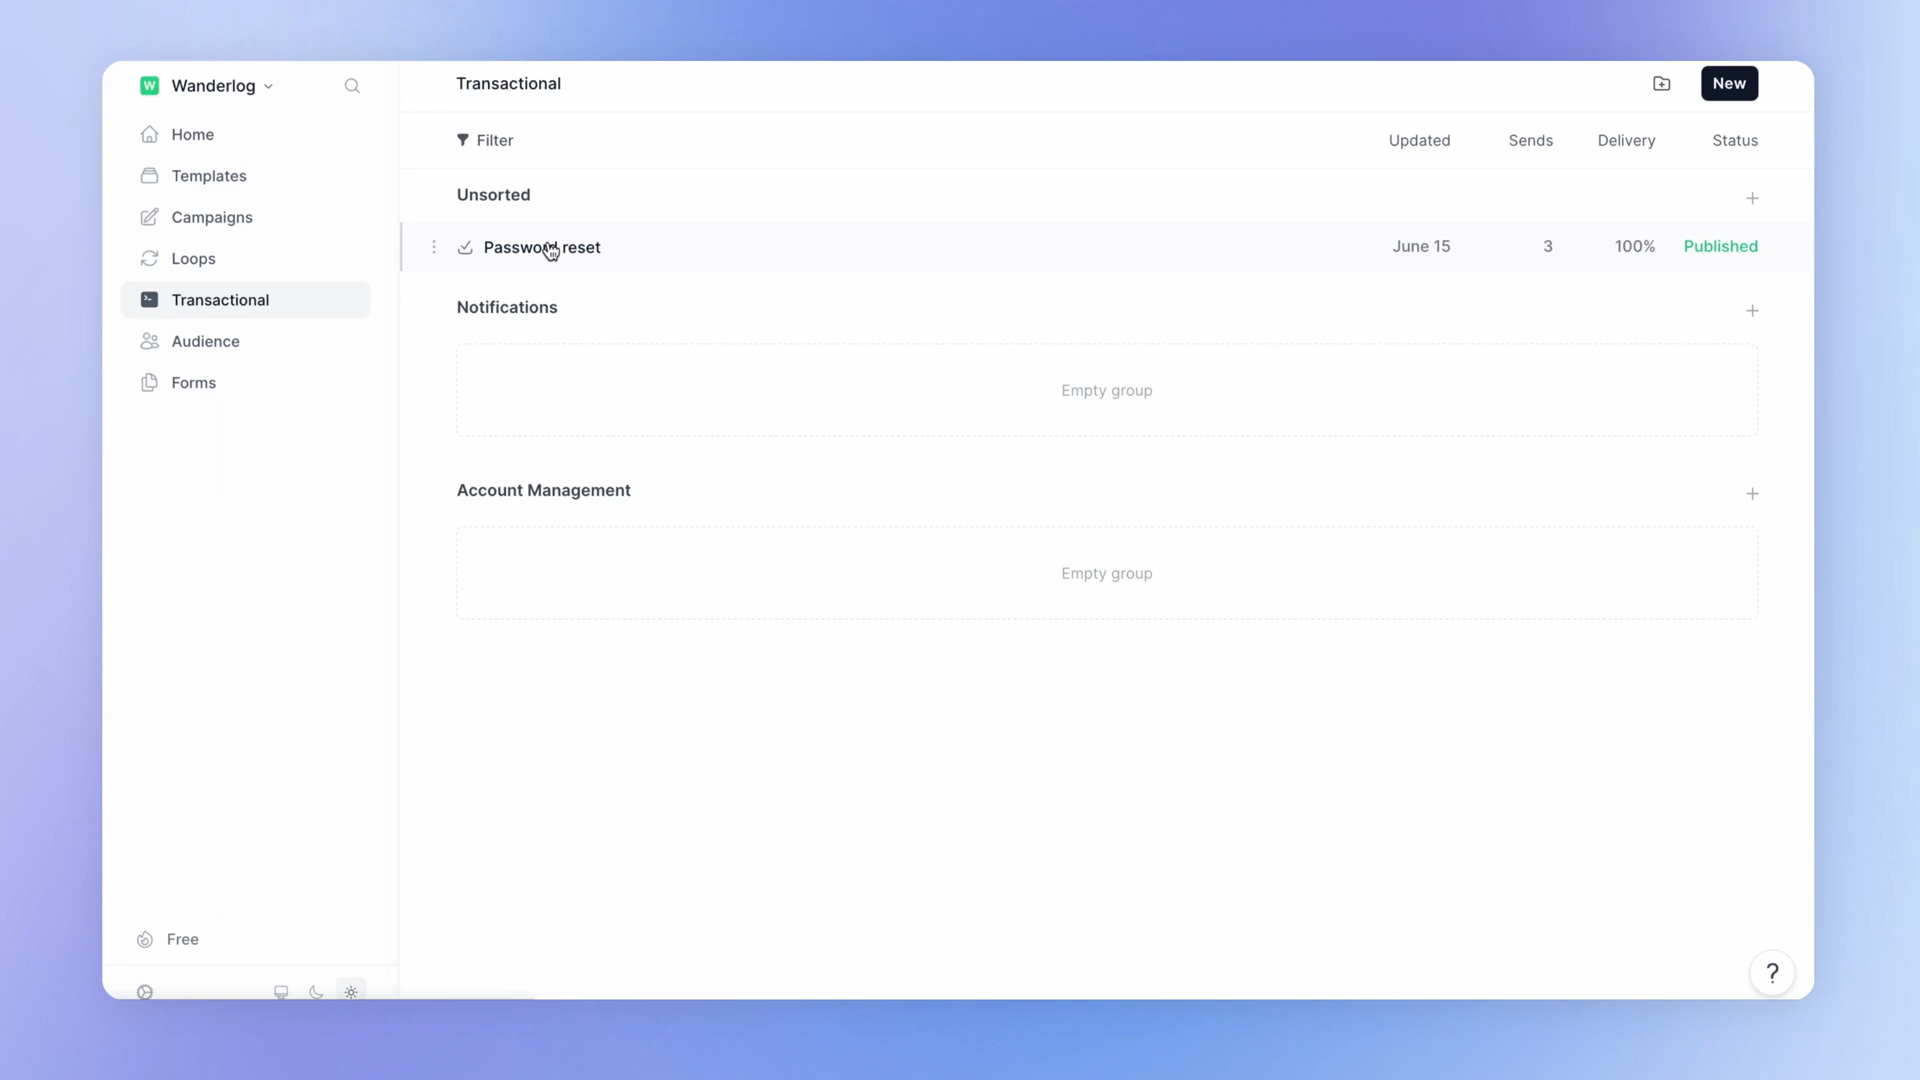 W Wanderlog
Home
Templates
Campaigns
Loops
Transactional
Audience
Forms
Free
Transactional
New
Filter Updated Sends Delivery Status
Unsorted
Password reset June 15 3 100% Published
Notifications
Empty group
Account Management
Empty group
?